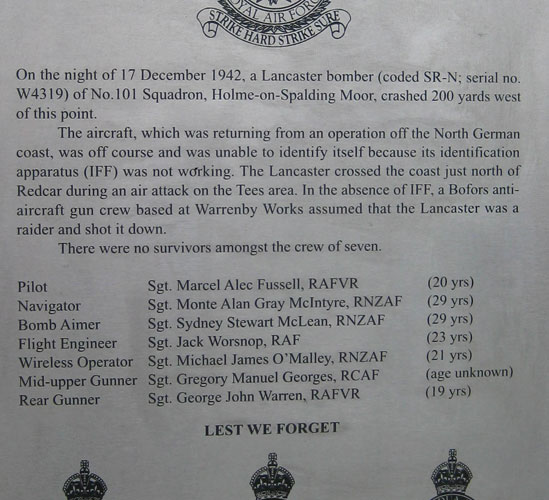 ROYAL AIR FORCE
STRIKE HARD STRIKE SURE
On the night of 17 December 1942, a Lancaster bomber (coded SR-N; serial no.
W4319) of No.101 Squadron, Holme-on-Spalding Moor, crashed 200 yards west
of this point.
The aircraft, which was returning from an operation off the North German
coast, was off course and was unable to identify itself because its identification
apparatus (IFF) was not working. The Lancaster crossed the coast just north of
Redcar during an air attack on the Tees area. In the absence of IFF, a Bofors anti-
aircraft gun crew based at Warrenby Works assumed that the Lancaster was a
raider and shot it down.
There were no survivors amongst the crew of seven.
Pilot Sgt. Marcel Alec Fussell, RAFVR (20 yrs)
Navigator Sgt. Monte Alan Gray McIntyre, RNZAF (29 yrs)
Bomb Aimer Sgt. Sydney Stewart McLean, RNZAF (29 yrs)
Flight Engineer Sgt. Jack Worsnop, RAF (23 yrs)
Wireless Operator Sgt. Michael James O'Malley, RNZAF (21 yrs)
Mid-upper Gunner Sgt. Gregory Manuel Georges, RCAF (age unknown)
Rear Gunner Sgt. George John Warren, RAFVR (19 yrs)
LEST WE FORGET